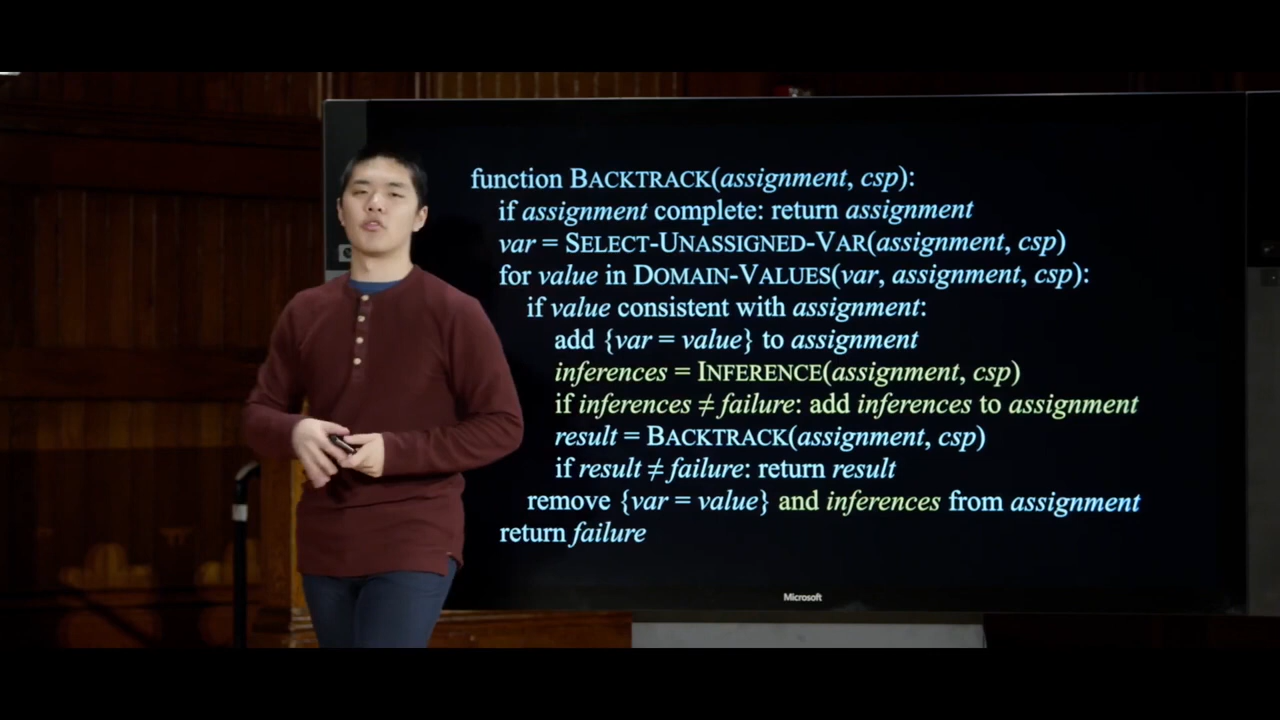 function BACKTRACK(assignment, csp):
if assignment complete: return assignment
var = SELECT-UNASSIGNED-VAR(assignment, csp)
for value in DOMAIN-VALUES(var, assignment, csp):
if value consistent with assignment:
add {var = value} to assignment
inferences = INFERENCE(assignment, csp)
if inferences ≠ failure: add inferences to assignment
result = BACKTRACK(assignment, csp)
if result ≠ failure: return result
remove {var = value} and inferences from assignment
return failure
Microsoft